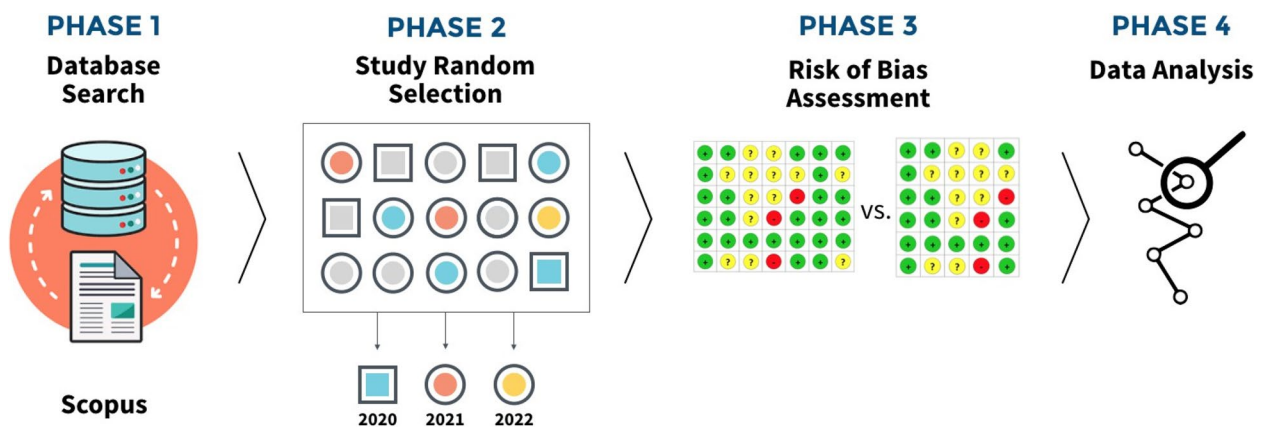 PHASE 1
Database
Search
Scopus
PHASE 2
Study Random
Selection
2020 2021 2022
PHASE 3
Risk of Bias
Assessment
+ + ? ? + + +
+ ? ? ? ? + ?
+ + ? ? - + +
+ + ? - + + +
+ + + + + + +
+ ? ? - + + ?
vs.
+ + ? ? +
+ ? ? ? ?
+ + ? ? -
+ + ? - +
+ + + + +
+ ? ? - +
PHASE 4
Data Analysis